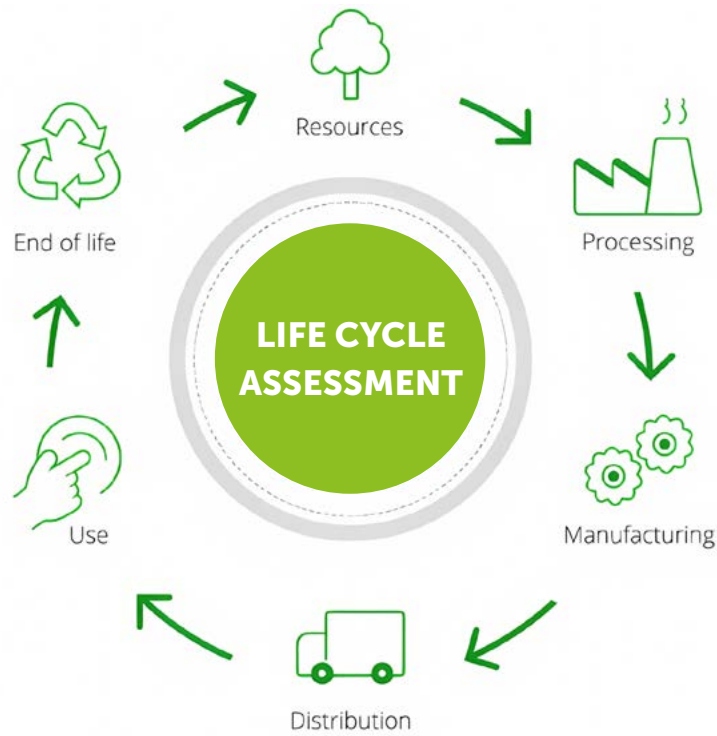 Resources
Processing
Manufacturing
Distribution
Use
End of life
LIFE CYCLE
ASSESSMENT